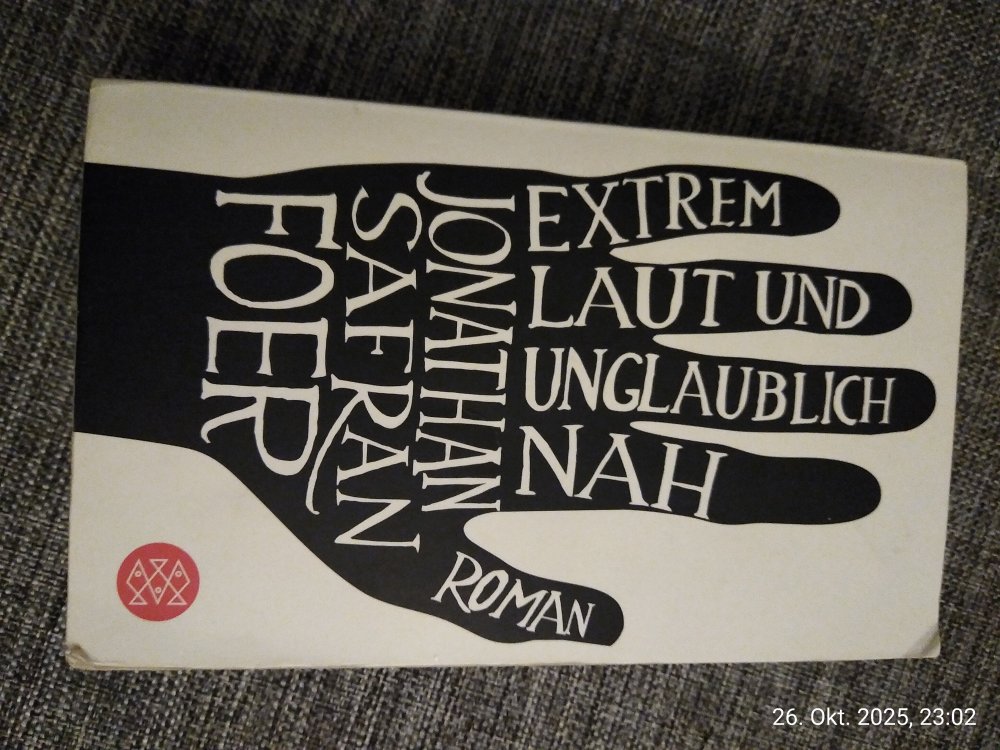 EXTREM
LAUT UND
UNGLAUBLICH
NAH
JONATHAN
SAFRAN
FOER
ROMAN
26. Okt. 2025, 23:02